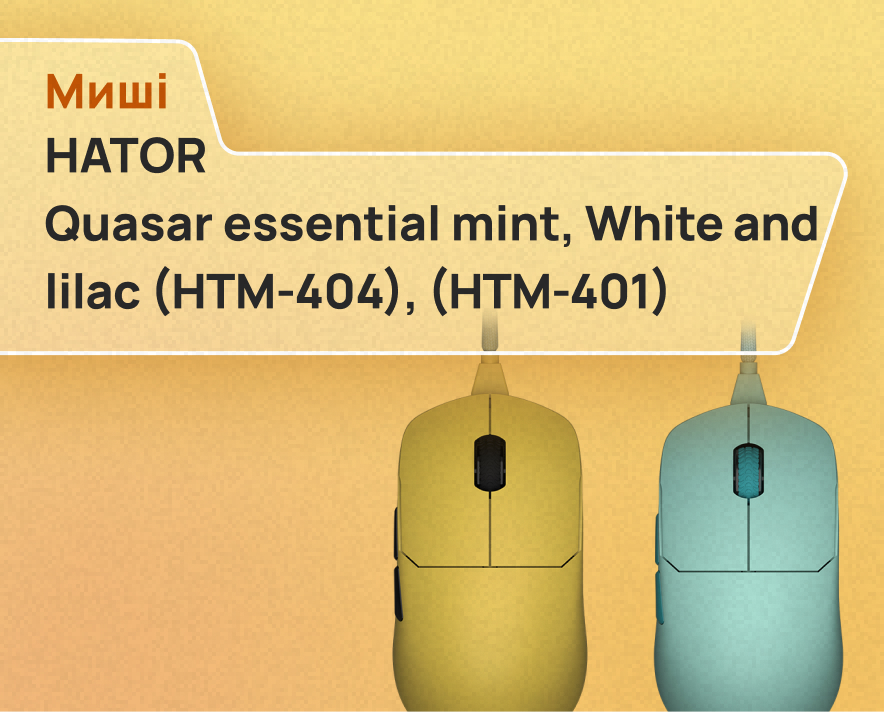 Миші
HATOR
Quasar essential mint, White and
lilac (HTM-404), (HTM-401)